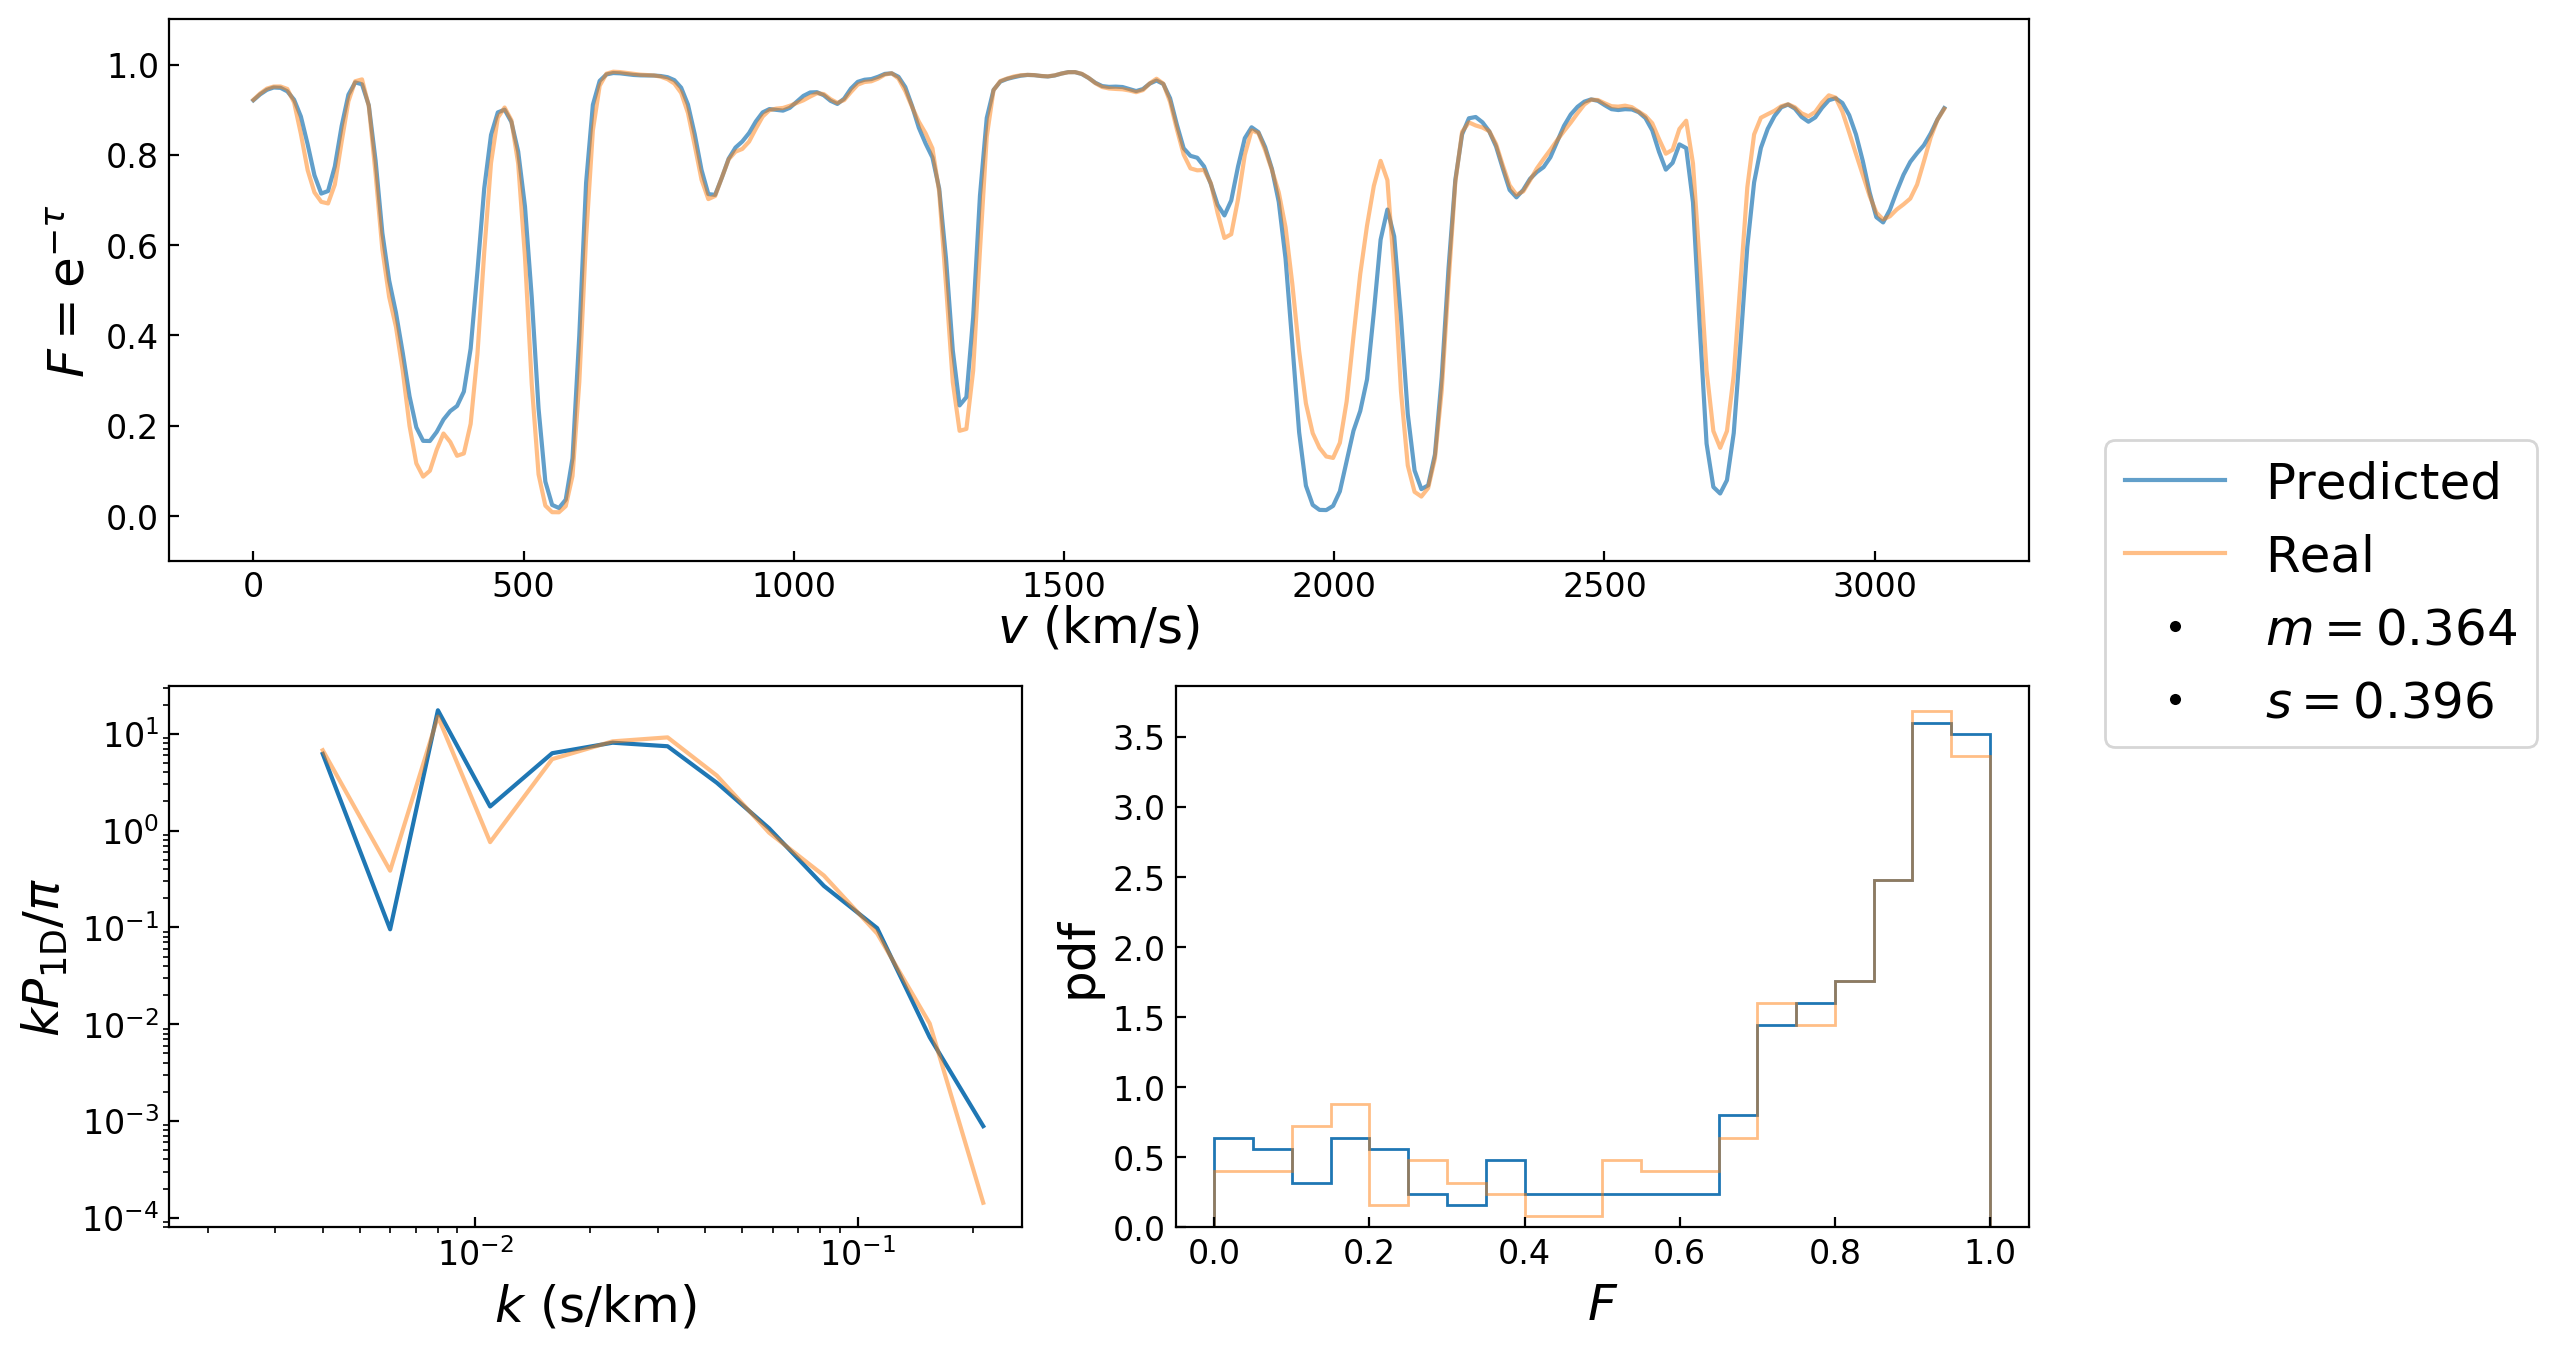 1.0
0.8
0.6
0.4
0.2
0.0
F = e^{−τ}
0 500 1000 1500 2000 2500 3000
v (km/s)
Predicted
Real
m = 0.364
s = 0.396
10^1
10^0
10^{−1}
10^{−2}
10^{−3}
10^{−4}
kP_{1D}/π
10^{−2} 10^{−1}
k (s/km)
3.5
3.0
2.5
2.0
1.5
1.0
0.5
0.0
pdf
0.0 0.2 0.4 0.6 0.8 1.0
F